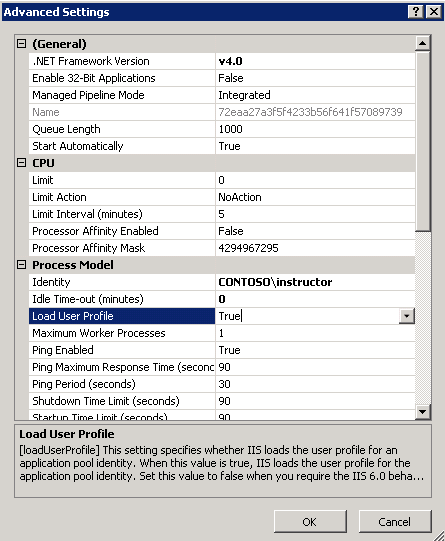 Advanced Settings
(General)
.NET Framework Version v4.0
Enable 32-Bit Applications False
Managed Pipeline Mode Integrated
Name 72eaa27a3f5f4233b56f641f57089739
Queue Length 1000
Start Automatically True
CPU
Limit 0
Limit Action NoAction
Limit Interval (minutes) 5
Processor Affinity Enabled False
Processor Affinity Mask 4294967295
Process Model
Identity CONTOSO\instructor
Idle Time-out (minutes) 0
Load User Profile True
Maximum Worker Processes 1
Ping Enabled True
Ping Maximum Response Time (second 90
Ping Period (seconds) 30
Shutdown Time Limit (seconds) 90
Startup Time Limit (seconds) 90
Load User Profile
[loadUserProfile] This setting specifies whether IIS loads the user profile for an
application pool identity. When this value is true, IIS loads the user profile for the
application pool identity. Set this value to false when you require the IIS 6.0 beha...
OK Cancel